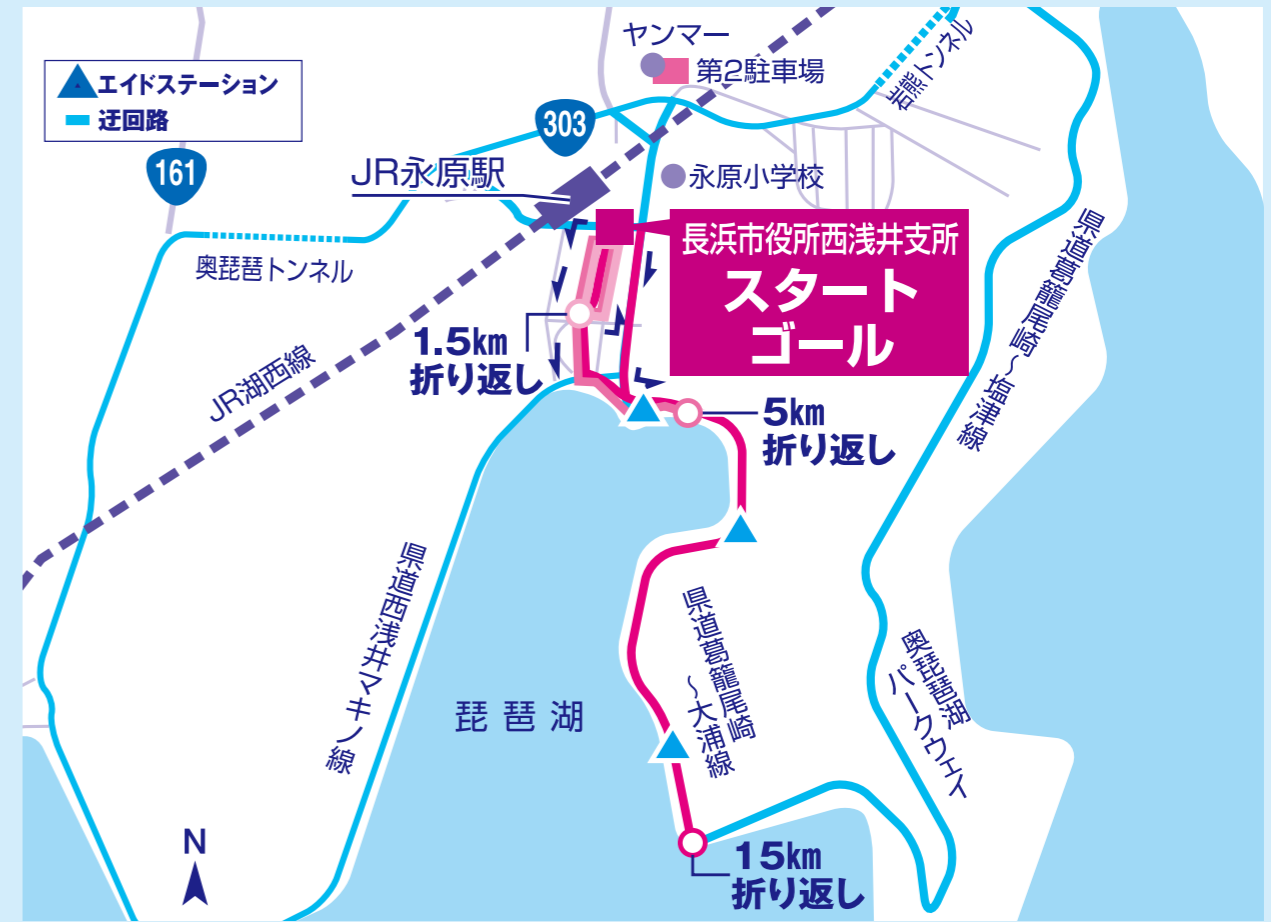 ヤンマー
第2駐車場
岩熊トンネル
エイドステーション
迂回路
161
303
JR永原駅
永原小学校
長浜市役所西浅井支所
スタート
ゴール
奥琵琶トンネル
県道葛籠尾崎～塩津線
1.5km
折り返し
JR湖西線
5km
折り返し
県道西浅井マキノ線
県道葛籠尾崎
～大浦線
奥琵琶湖
パークウェイ
琵琶湖
N
15km
折り返し